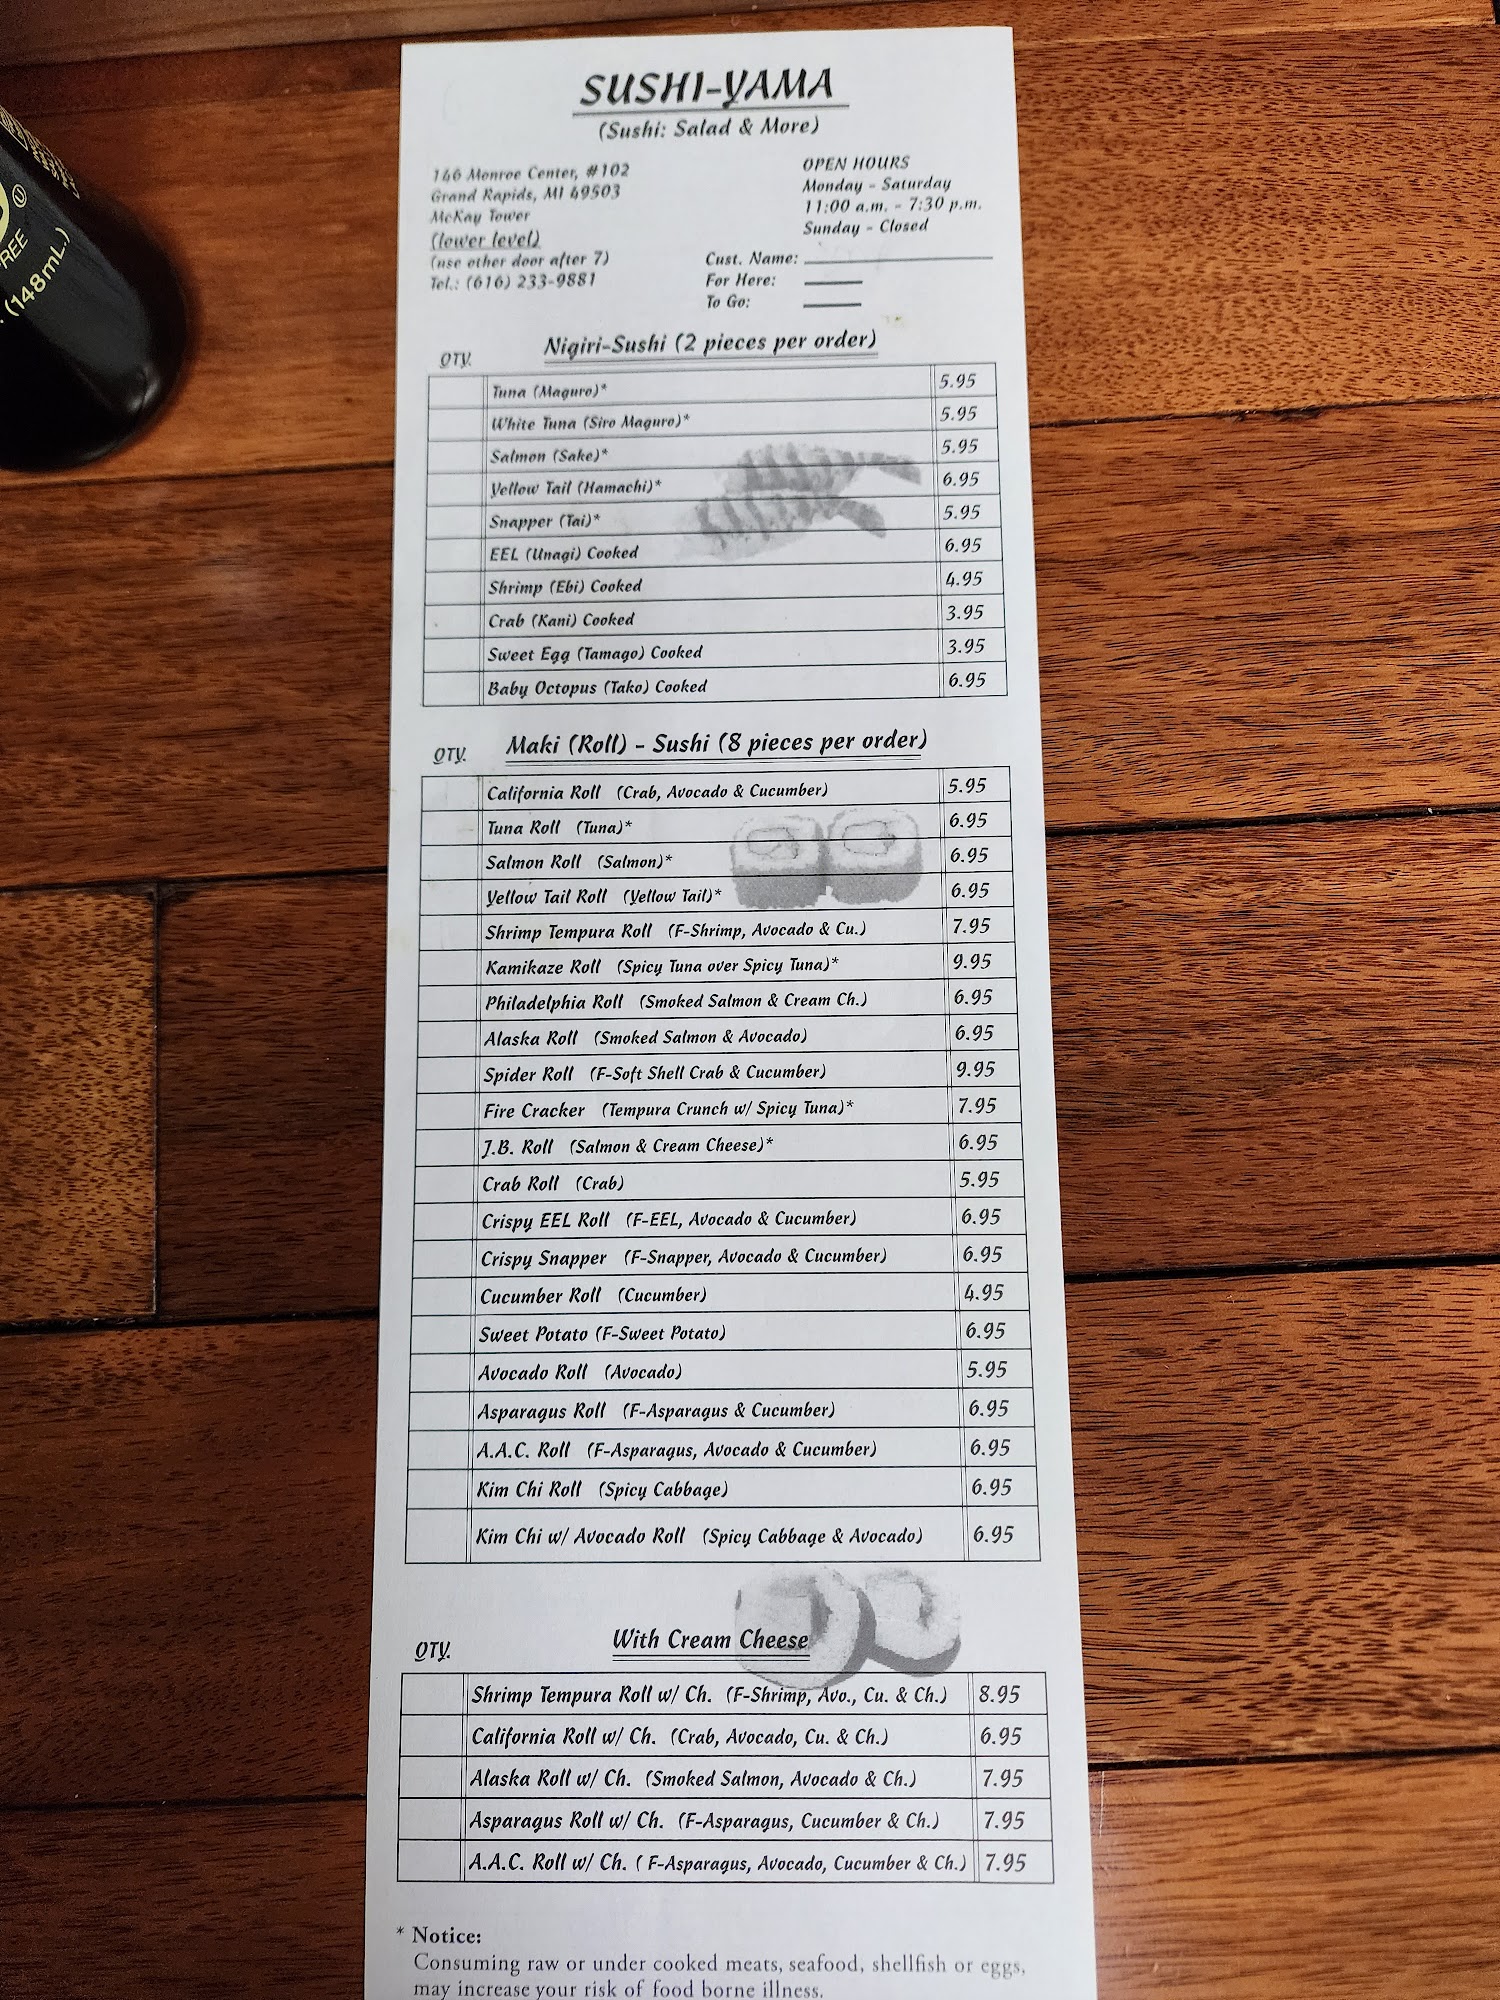 SUSHI-YAMA
(Sushi: Salad & More)
146 Monroe Center, #102
Grand Rapids, MI 49503
McKay Tower
(lower level)
(use other door after 7)
Tel.: (616) 233-9881
OPEN HOURS
Monday - Saturday
11:00 a.m. - 7:30 p.m.
Sunday - Closed
Cust. Name:
For Here:
To Go:
QTY. Nigiri-Sushi (2 pieces per order)
Tuna (Maguro)* 5.95
White Tuna (Siro Maguro)* 5.95
Salmon (Sake)* 5.95
Yellow Tail (Hamachi)* 6.95
Snapper (Tai)* 5.95
EEL (Unagi) Cooked 6.95
Shrimp (Ebi) Cooked 4.95
Crab (Kani) Cooked 3.95
Sweet Egg (Tamago) Cooked 3.95
Baby Octopus (Tako) Cooked 6.95
QTY. Maki (Roll) - Sushi (8 pieces per order)
California Roll (Crab, Avocado & Cucumber) 5.95
Tuna Roll (Tuna)* 6.95
Salmon Roll (Salmon)* 6.95
Yellow Tail Roll (Yellow Tail)* 6.95
Shrimp Tempura Roll (F-Shrimp, Avocado & Cu.) 7.95
Kamikaze Roll (Spicy Tuna over Spicy Tuna)* 9.95
Philadelphia Roll (Smoked Salmon & Cream Ch.) 6.95
Alaska Roll (Smoked Salmon & Avocado) 6.95
Spider Roll (F-Soft Shell Crab & Cucumber) 9.95
Fire Cracker (Tempura Crunch w/ Spicy Tuna)* 7.95
J.B. Roll (Salmon & Cream Cheese)* 6.95
Crab Roll (Crab) 5.95
Crispy EEL Roll (F-EEL, Avocado & Cucumber) 6.95
Crispy Snapper (F-Snapper, Avocado & Cucumber) 6.95
Cucumber Roll (Cucumber) 4.95
Sweet Potato (F-Sweet Potato) 6.95
Avocado Roll (Avocado) 5.95
Asparagus Roll (F-Asparagus & Cucumber) 6.95
A.A.C. Roll (F-Asparagus, Avocado & Cucumber) 6.95
Kim Chi Roll (Spicy Cabbage) 6.95
Kim Chi w/ Avocado Roll (Spicy Cabbage & Avocado) 6.95
QTY. With Cream Cheese
Shrimp Tempura Roll w/ Ch. (F-Shrimp, Avo., Cu. & Ch.) 8.95
California Roll w/ Ch. (Crab, Avocado, Cu. & Ch.) 6.95
Alaska Roll w/ Ch. (Smoked Salmon, Avocado & Ch.) 7.95
Asparagus Roll w/ Ch. (F-Asparagus, Cucumber & Ch.) 7.95
A.A.C. Roll w/ Ch. ( F-Asparagus, Avocado, Cucumber & Ch.) 7.95
* Notice:
Consuming raw or under cooked meats, seafood, shellfish or eggs,
may increase your risk of food borne illness.
(148mL)